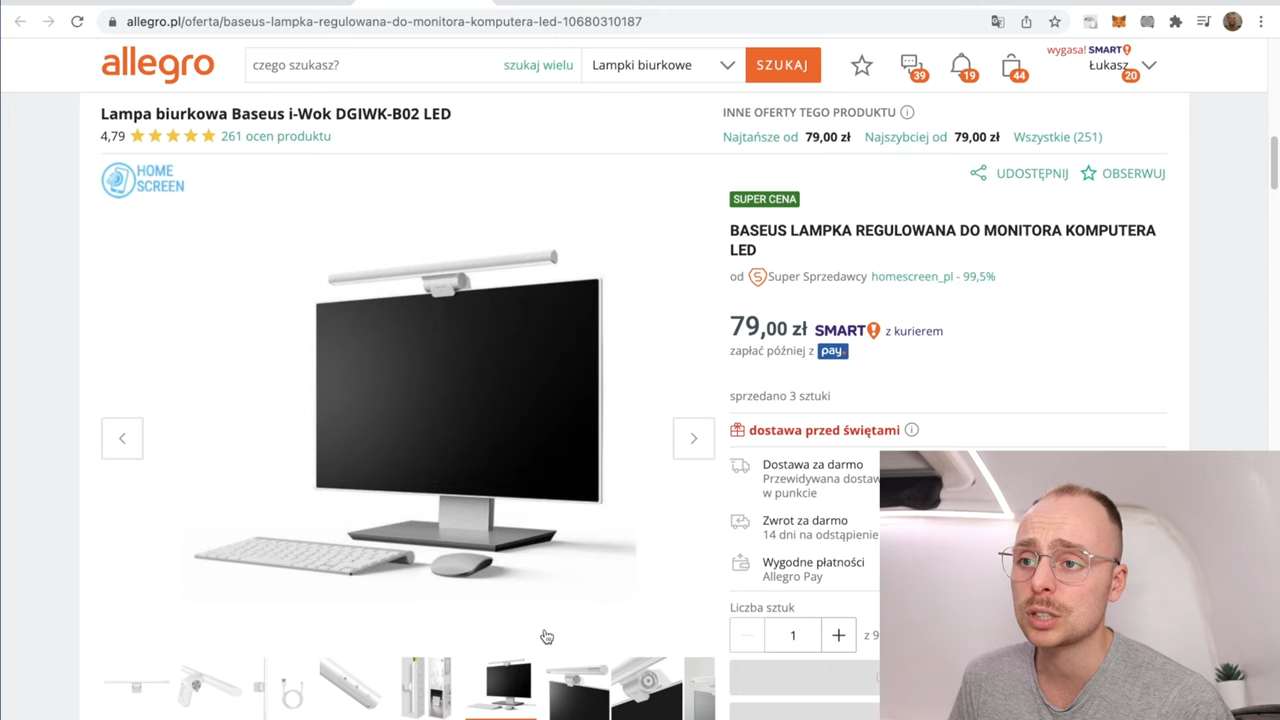 allegro.pl/oferta/baseus-lampka-regulowana-do-monitora-komputera-led-10680310187
allegro
czego szukasz?
szukaj wielu
Lampki biurkowe
SZUKAJ
39
19
44
wygasa! SMART!
Łukasz
20
Lampa biurkowa Baseus i-Wok DGIWK-B02 LED
4,79
261 ocen produktu
INNE OFERTY TEGO PRODUKTU
Najtańsze od 79,00 zł
Najszybciej od 79,00 zł
Wszystkie (251)
HOME
SCREEN
UDOSTĘPNIJ
OBSERWUJ
SUPER CENA
BASEUS LAMPKA REGULOWANA DO MONITORA KOMPUTERA
LED
od Super Sprzedawcy homescreen_pl - 99,5%
79,00 zł SMART! z kurierem
zapłać później z pay
sprzedano 3 sztuki
dostawa przed świętami
Dostawa za darmo
Przewidywana dostaw
w punkcie
Zwrot za darmo
14 dni na odstąpienie
Wygodne płatności
Allegro Pay
Liczba sztuk
1
z 9